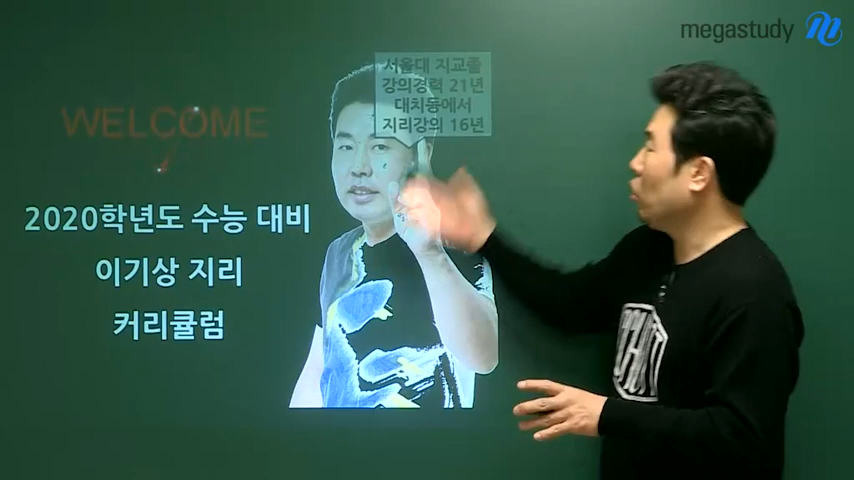 megastudy
서울대 지교졸
강의경력 21년
대치동에서
지리강의 16년
WELCOME
2020학년도 수능 대비
이기상 지리
커리큘럼